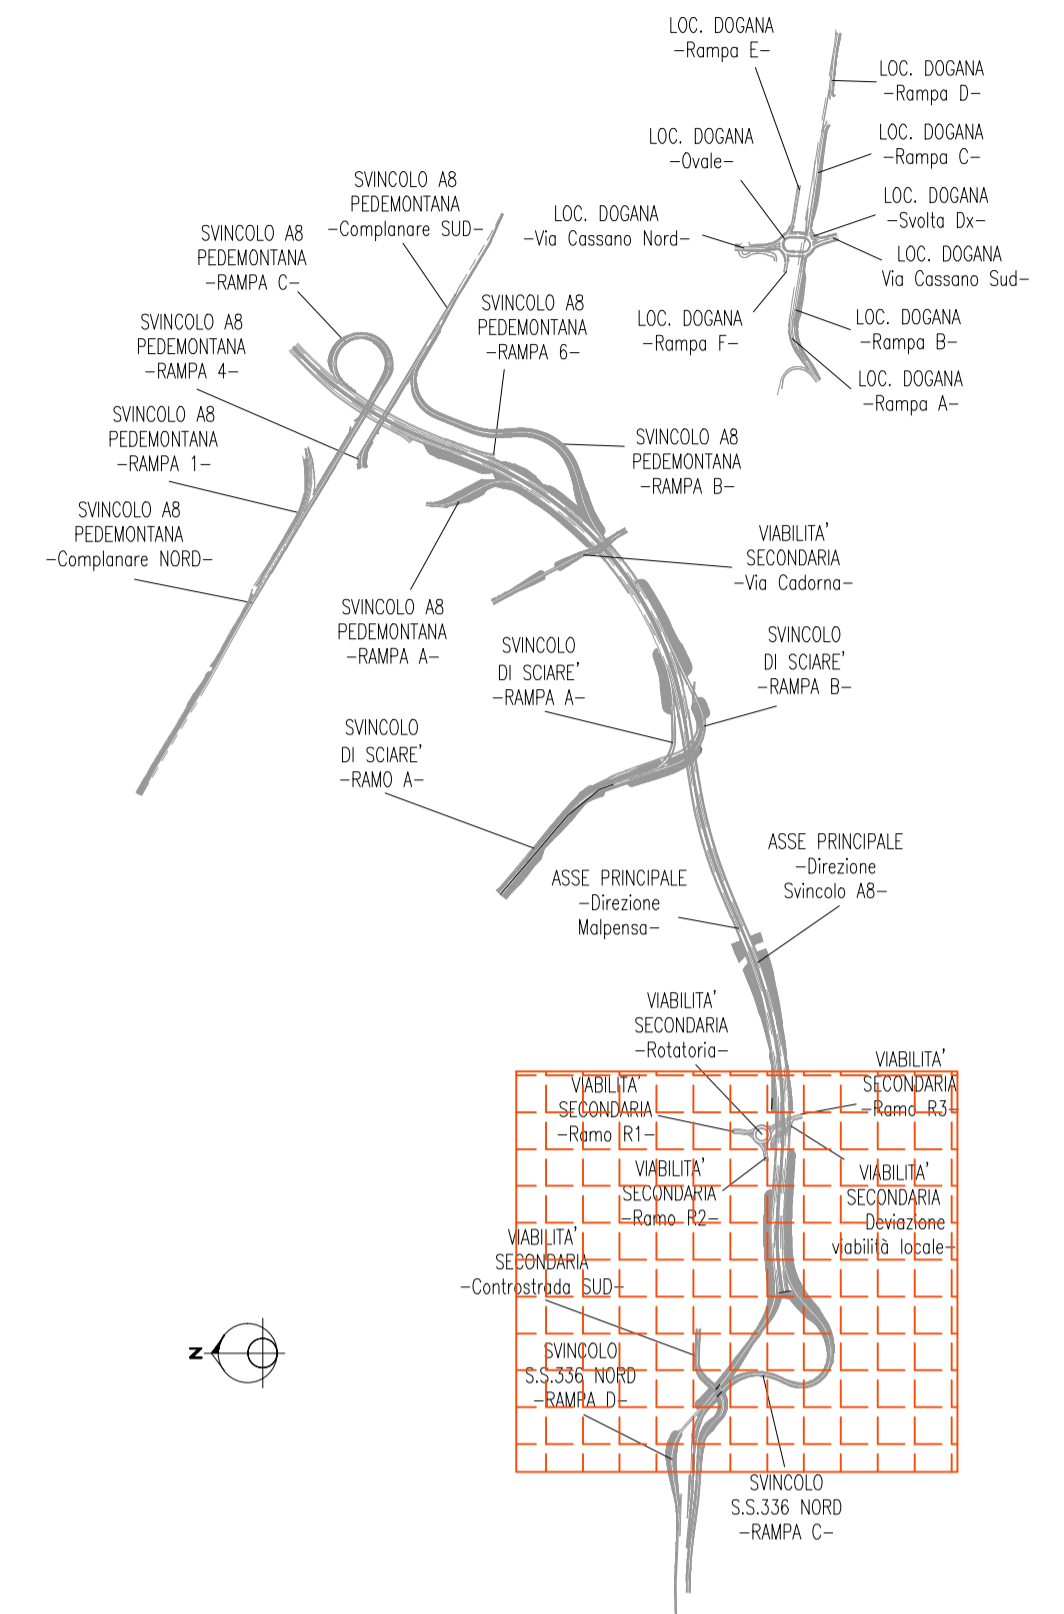 LOC. DOGANA
–Rampa E–
LOC. DOGANA
–Rampa D–
LOC. DOGANA
–Ovale–
LOC. DOGANA
–Rampa C–
SVINCOLO A8
PEDEMONTANA
–Complanare SUD–
LOC. DOGANA
–Svolta Dx–
LOC. DOGANA
–Via Cassano Nord–
SVINCOLO A8
PEDEMONTANA
–RAMPA C–
LOC. DOGANA
Via Cassano Sud–
SVINCOLO A8
PEDEMONTANA
–RAMPA 6–
LOC. DOGANA
–Rampa F–
LOC. DOGANA
–Rampa B–
SVINCOLO A8
PEDEMONTANA
–RAMPA 4–
LOC. DOGANA
–Rampa A–
SVINCOLO A8
PEDEMONTANA
–RAMPA 1–
SVINCOLO A8
PEDEMONTANA
–RAMPA B–
SVINCOLO A8
PEDEMONTANA
–Complanare NORD–
VIABILITA'
SECONDARIA
–Via Cadorna–
SVINCOLO A8
PEDEMONTANA
–RAMPA A–
SVINCOLO
DI SCIARE'
–RAMPA A–
SVINCOLO
DI SCIARE'
–RAMPA B–
SVINCOLO
DI SCIARE'
–RAMO A–
ASSE PRINCIPALE
–Direzione
Svincolo A8–
ASSE PRINCIPALE
–Direzione
Malpensa–
VIABILITA'
SECONDARIA
–Rotatoria–
VIABILITA'
SECONDARIA
–Ramo R3–
VIABILITA'
SECONDARIA
–Ramo R1–
VIABILITA'
SECONDARIA
–Ramo R2–
VIABILITA'
SECONDARIA
Deviazione
viabilità locale–
VIABILITA'
SECONDARIA
–Controstrada SUD–
N
SVINCOLO
S.S.336 NORD
–RAMPA D–
SVINCOLO
S.S.336 NORD
–RAMPA C–